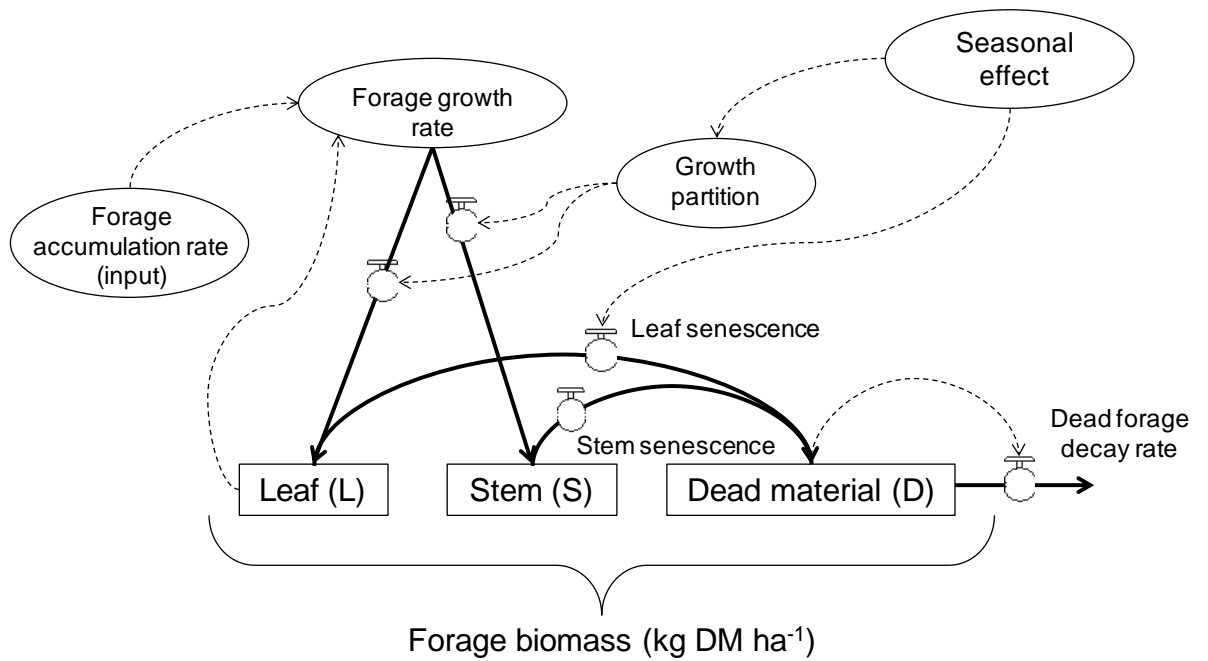 Seasonal
effect
Forage growth
rate
Growth
partition
Forage
accumulation rate
(input)
Leaf senescence
Stem senescence
Dead forage
decay rate
Leaf (L)
Stem (S)
Dead material (D)
Forage biomass (kg DM ha⁻¹)